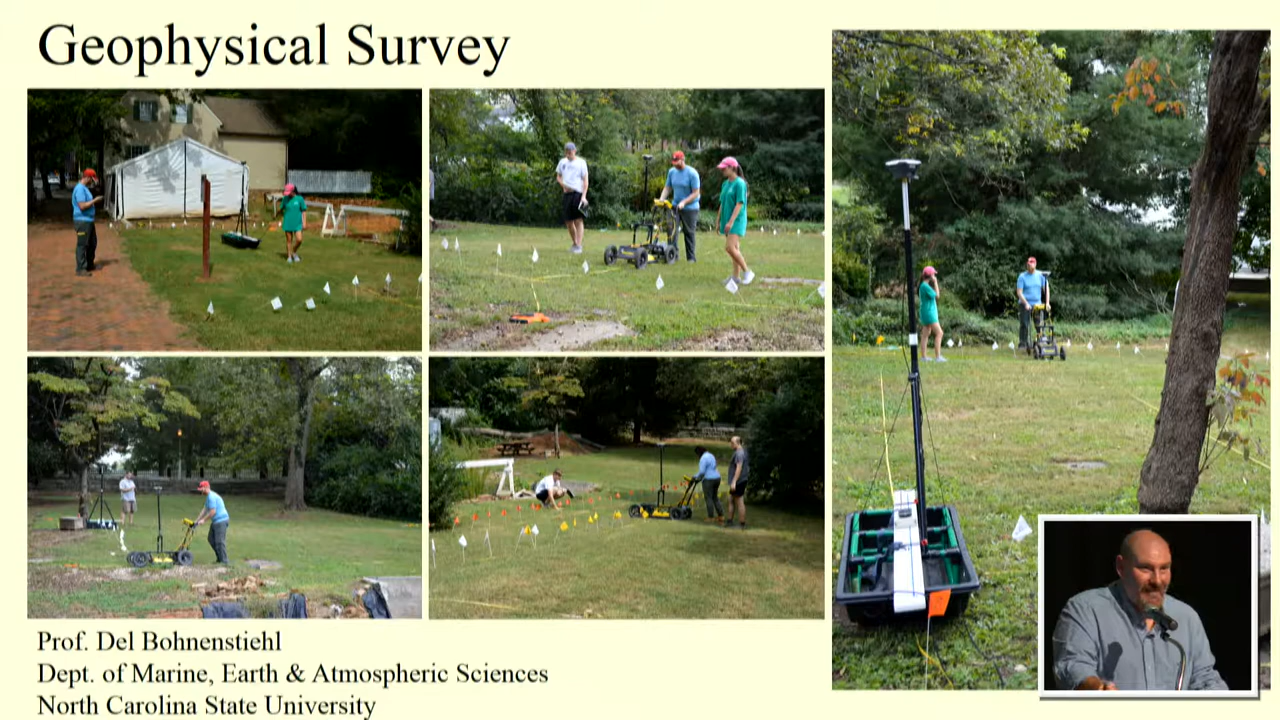 Geophysical Survey
Prof. Del Bohnenstiehl
Dept. of Marine, Earth & Atmospheric Sciences
North Carolina State University